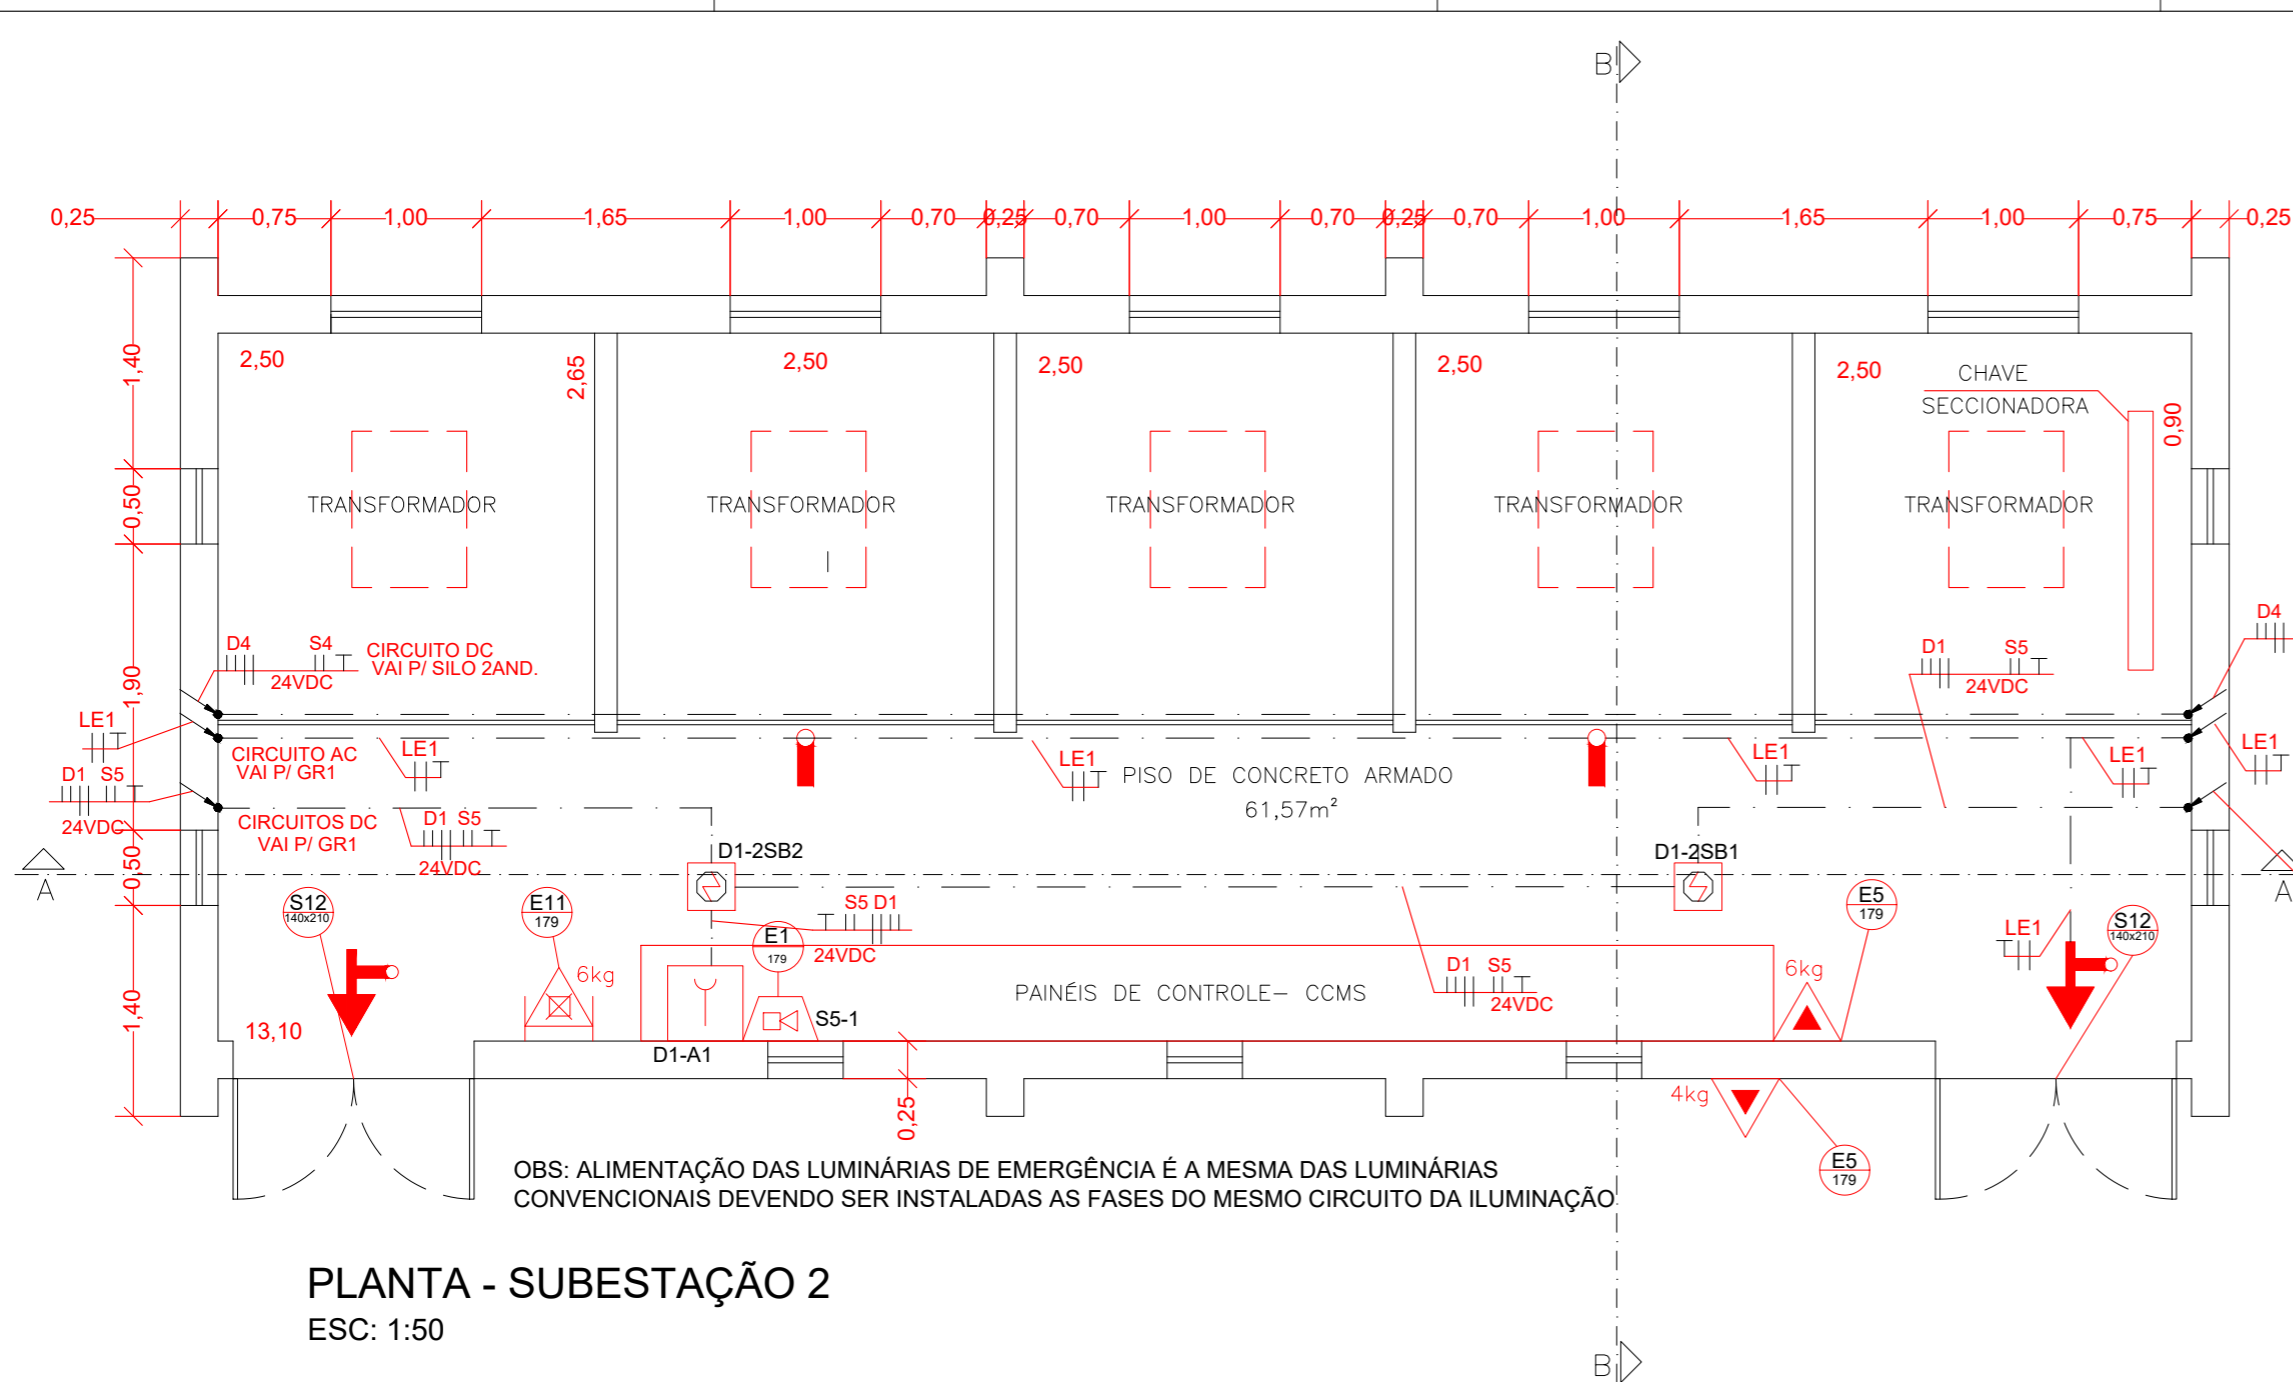 B
0,25 0,75 1,00 1,65 1,00 0,70 0,25 0,70 1,00 0,70 0,25 0,70 1,00 1,65 1,00 0,75 0,25
1,40
0,50
1,90
0,50
1,40
2,50
2,65
2,50
2,50
2,50
2,50
CHAVE
SECCIONADORA
0,90
TRANSFORMADOR
TRANSFORMADOR
TRANSFORMADOR
TRANSFORMADOR
TRANSFORMADOR
D4 S4
24VDC
CIRCUITO DC
VAI P/ SILO 2AND.
D1 S5
24VDC
D4
LE1
CIRCUITO AC
VAI P/ GR1
LE1
LE1
PISO DE CONCRETO ARMADO
61,57m²
LE1
LE1
LE1
D1 S5
24VDC
CIRCUITOS DC
VAI P/ GR1
D1 S5
24VDC
D1-2SB2
D1-2SB1
A
A
S12
140x210
E11
179
6kg
S5 D1
24VDC
E1
179
S5-1
D1-A1
PAINÉIS DE CONTROLE- CCMS
D1 S5
24VDC
6kg
E5
179
LE1
S12
140x210
13,10
0,25
4kg
E5
179
OBS: ALIMENTAÇÃO DAS LUMINÁRIAS DE EMERGÊNCIA É A MESMA DAS LUMINÁRIAS
CONVENCIONAIS DEVENDO SER INSTALADAS AS FASES DO MESMO CIRCUITO DA ILUMINAÇÃO
PLANTA - SUBESTAÇÃO 2
ESC: 1:50
B